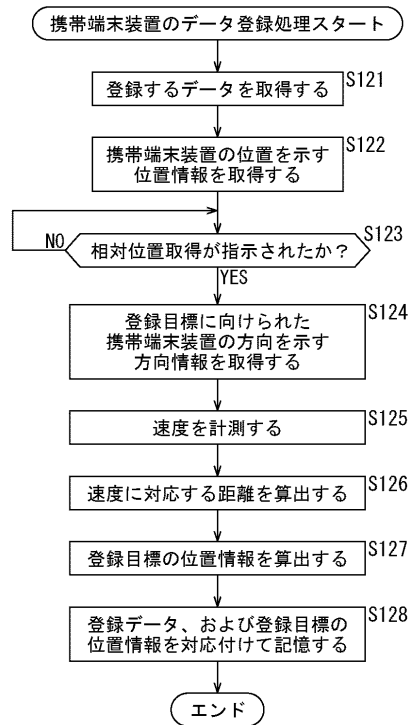 携帯端末装置のデータ登録処理スタート
登録するデータを取得する
S121
携帯端末装置の位置を示す
位置情報を取得する
S122
相対位置取得が指示されたか？
S123
NO
YES
登録目標に向けられた
携帯端末装置の方向を示す
方向情報を取得する
S124
速度を計測する
S125
速度に対応する距離を算出する
S126
登録目標の位置情報を算出する
S127
登録データ、および登録目標の
位置情報を対応付けて記憶する
S128
エンド